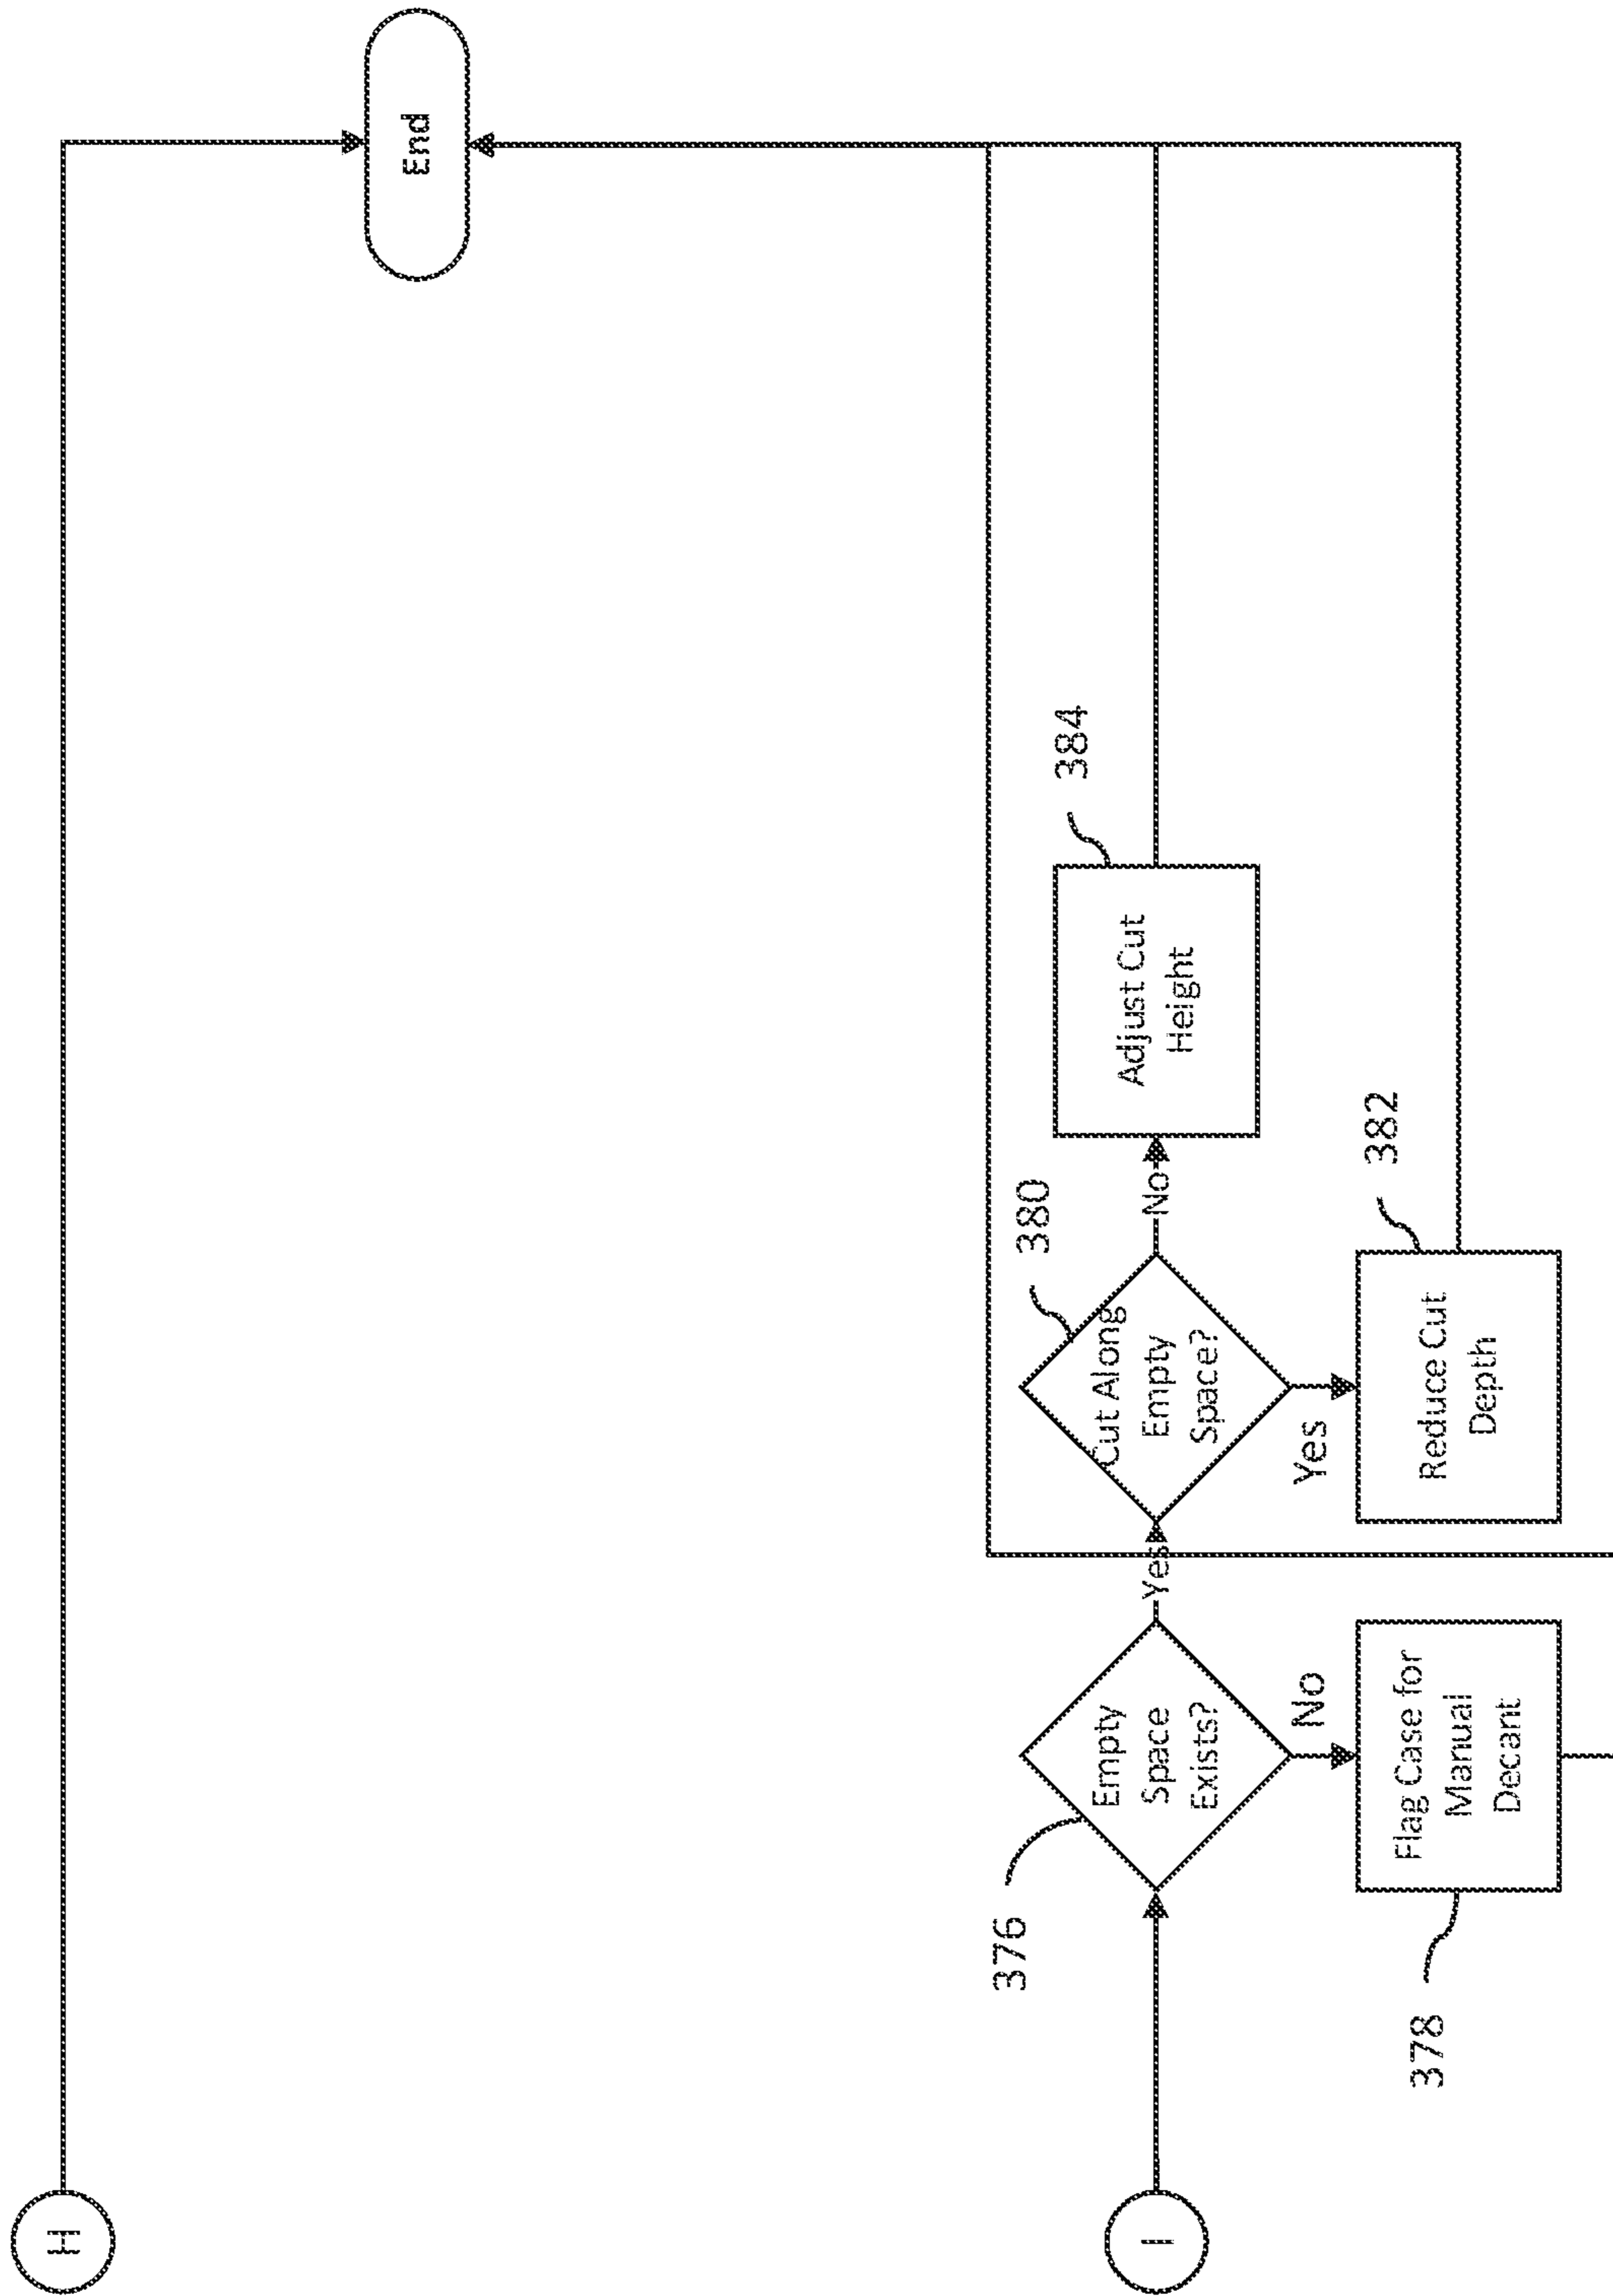 H
End
I
376
Empty
Space
Exists?
Yes
No
378
Flag Case for
Manual
Decant
380
Cut Along
Empty
Space?
No
Yes
384
Adjust Cut
Height
382
Reduce Cut
Depth